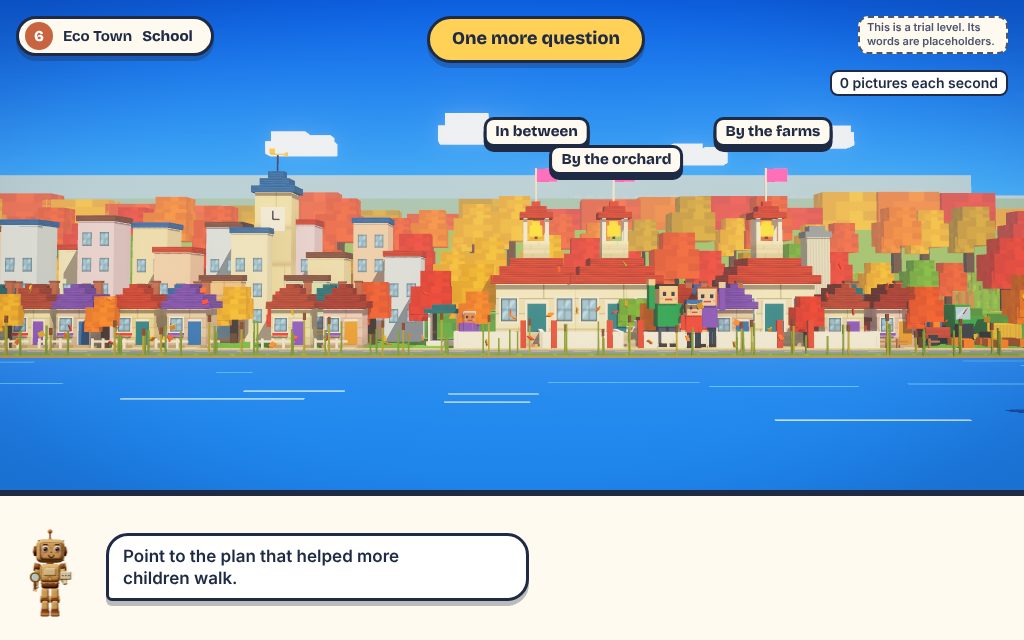 6 Eco Town School
One more question
This is a trial level. Its
words are placeholders.
0 pictures each second
In between
By the farms
By the orchard
Point to the plan that helped more
children walk.